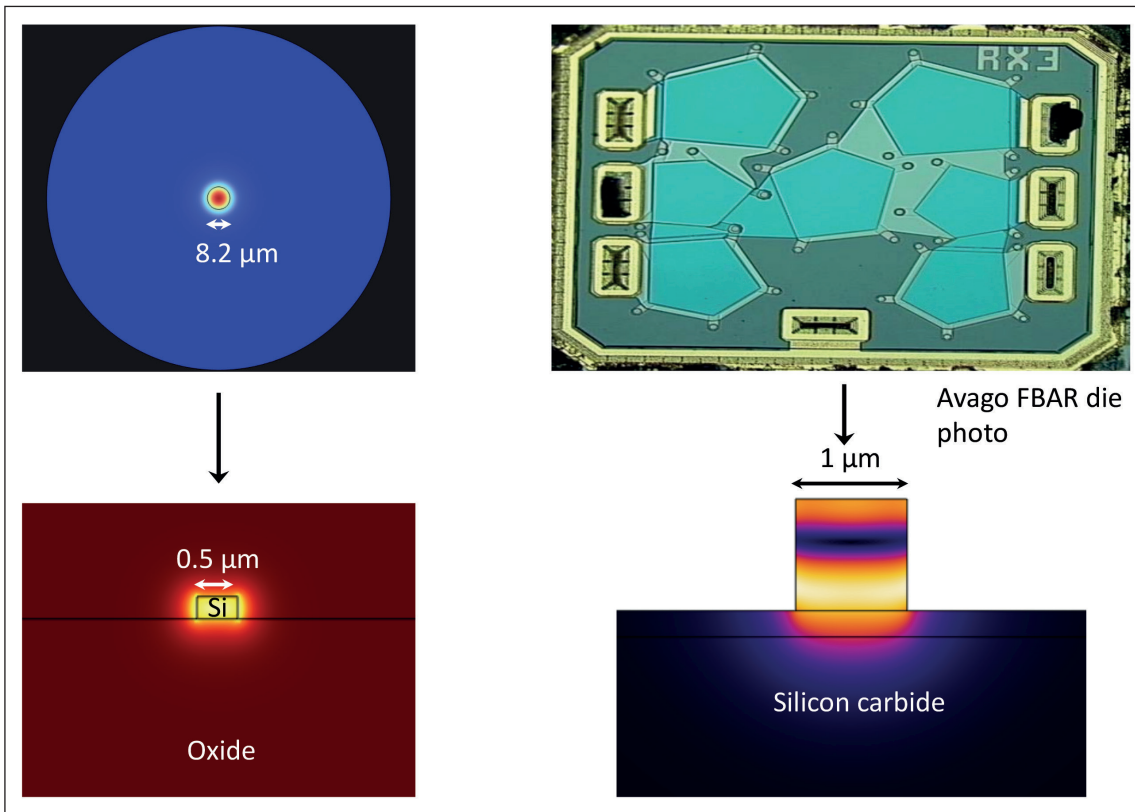 8.2 µm
RX3
Avago FBAR die
photo
1 µm
0.5 µm
Si
Oxide
Silicon carbide